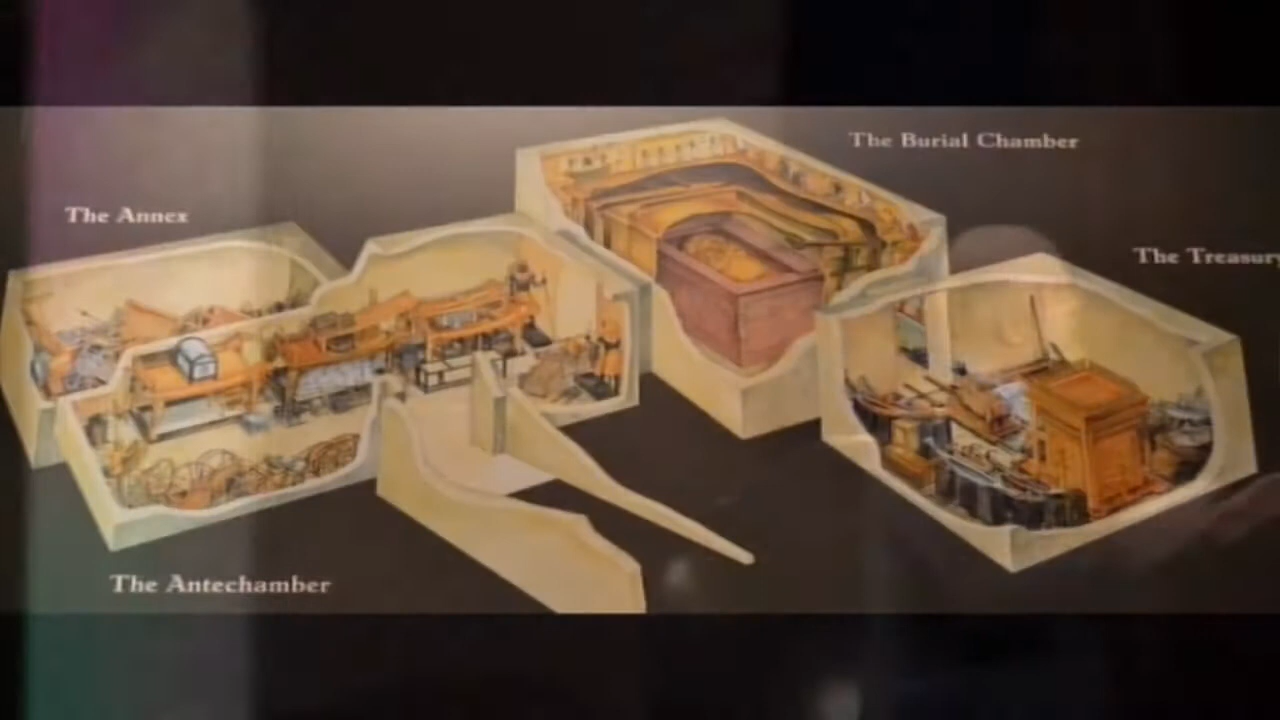 The Burial Chamber
The Annex
The Treasury
The Antechamber